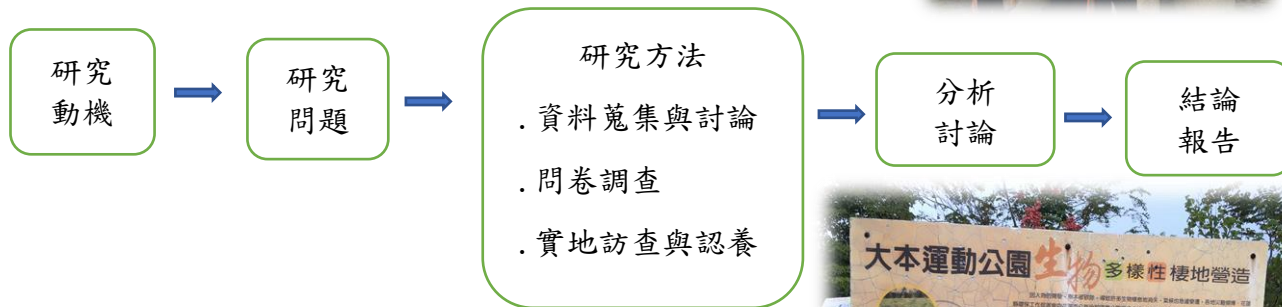 研究
動機
研究
問題
研究方法
. 資料蒐集與討論
. 問卷調查
. 實地訪查與認養
分析
討論
結論
報告
大本運動公園生物多樣性棲地營造